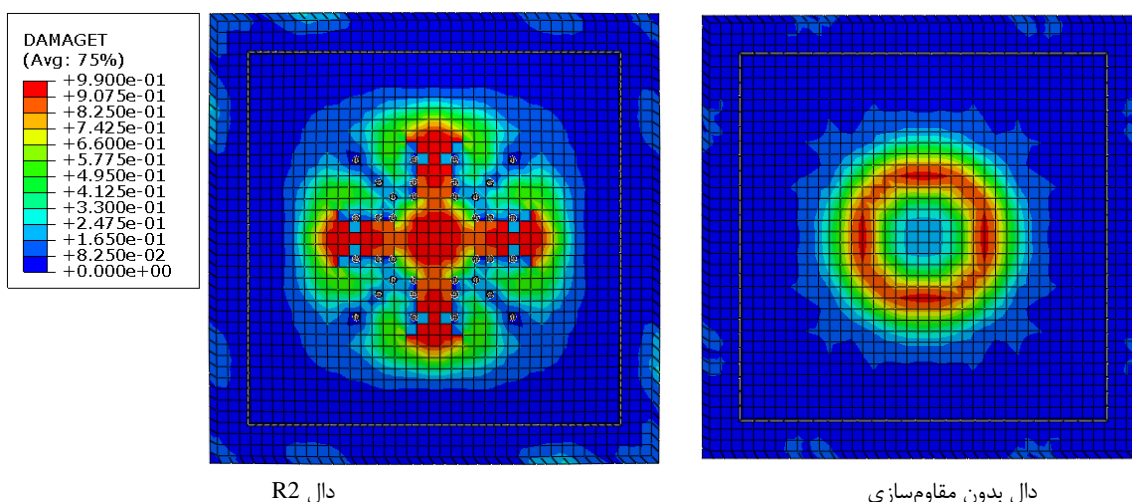 DAMAGET
(Avg: 75%)
+9.900e-01
+9.075e-01
+8.250e-01
+7.425e-01
+6.600e-01
+5.775e-01
+4.950e-01
+4.125e-01
+3.300e-01
+2.475e-01
+1.650e-01
+8.250e-02
+0.000e+00
دال بدون مقاوم‌سازی
دال R2